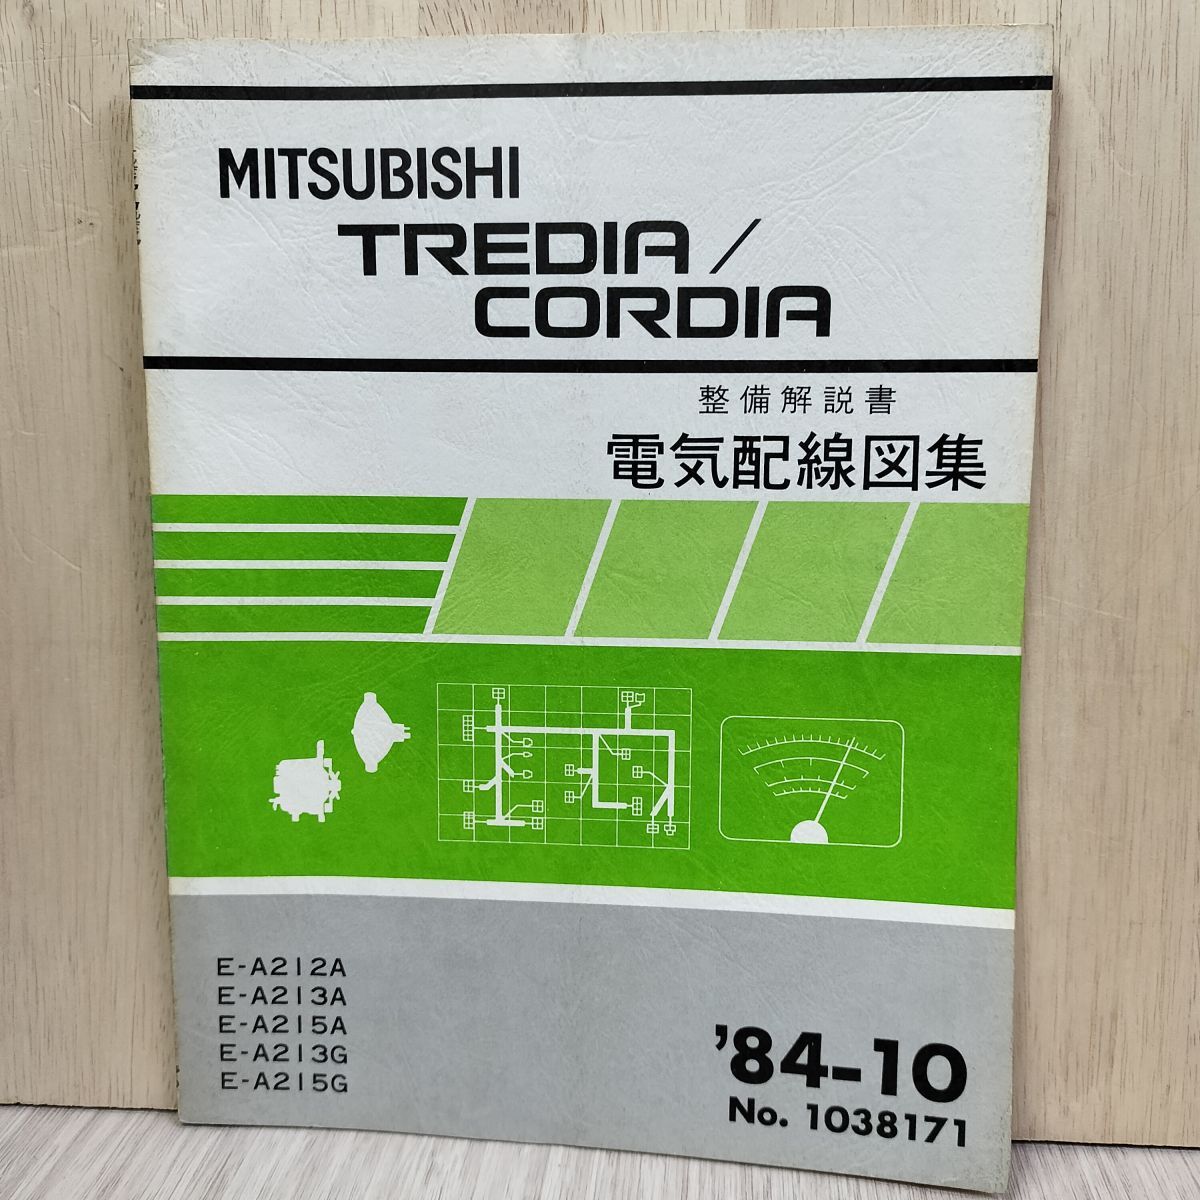 MITSUBISHI
TREDIA /
CORDIA
整備解説書
電気配線図集
E-A212A
E-A213A
E-A215A
E-A213G
E-A215G
'84-10
No. 1038171